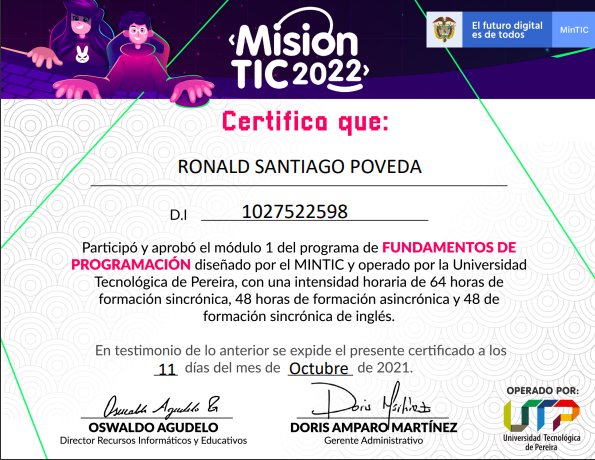 ‹Misión
TIC 2022›
El futuro digital
es de todos
MinTIC
Certifica que:
RONALD SANTIAGO POVEDA
D.I 1027522598
Participó y aprobó el módulo 1 del programa de FUNDAMENTOS DE
PROGRAMACIÓN diseñado por el MINTIC y operado por la Universidad
Tecnológica de Pereira, con una intensidad horaria de 64 horas de
formación sincrónica, 48 horas de formación asincrónica y 48 de
formación sincrónica de inglés.
En testimonio de lo anterior se expide el presente certificado a los
11 días del mes de Octubre de 2021.
Oswaldo Agudelo
Doris Martínez
OSWALDO AGUDELO
Director Recursos Informáticos y Educativos
DORIS AMPARO MARTÍNEZ
Gerente Administrativo
OPERADO POR:
UTP
Universidad Tecnológica
de Pereira